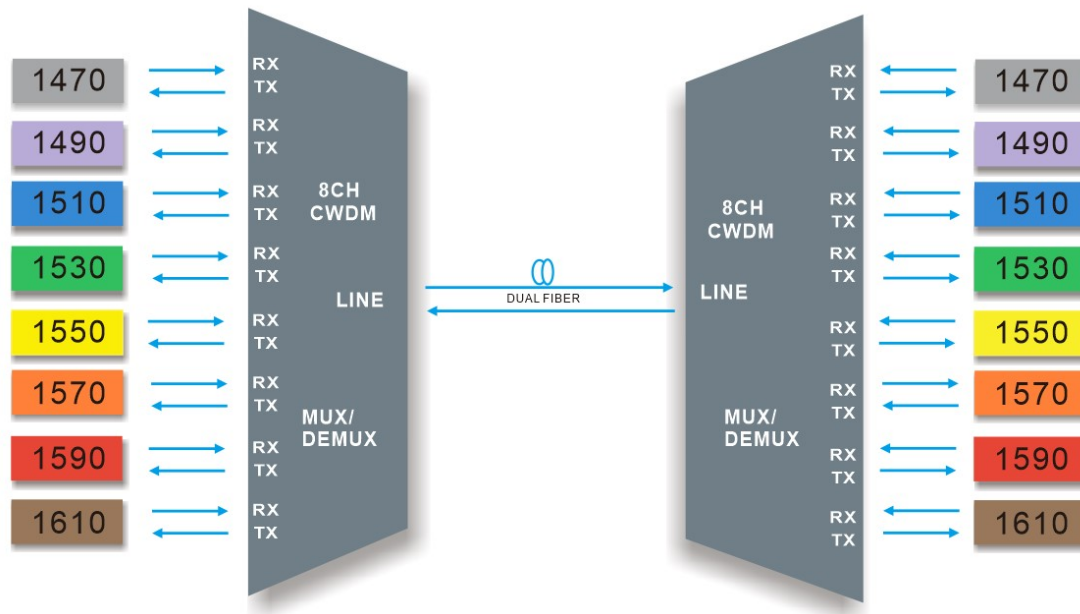 1470
1490
1510
1530
1550
1570
1590
1610
RX
TX
RX
TX
RX
TX
RX
TX
RX
TX
RX
TX
RX
TX
RX
TX
8CH
CWDM
LINE
MUX/
DEMUX
DUAL FIBER
8CH
CWDM
LINE
MUX/
DEMUX
RX
TX
RX
TX
RX
TX
RX
TX
RX
TX
RX
TX
RX
TX
RX
TX
1470
1490
1510
1530
1550
1570
1590
1610